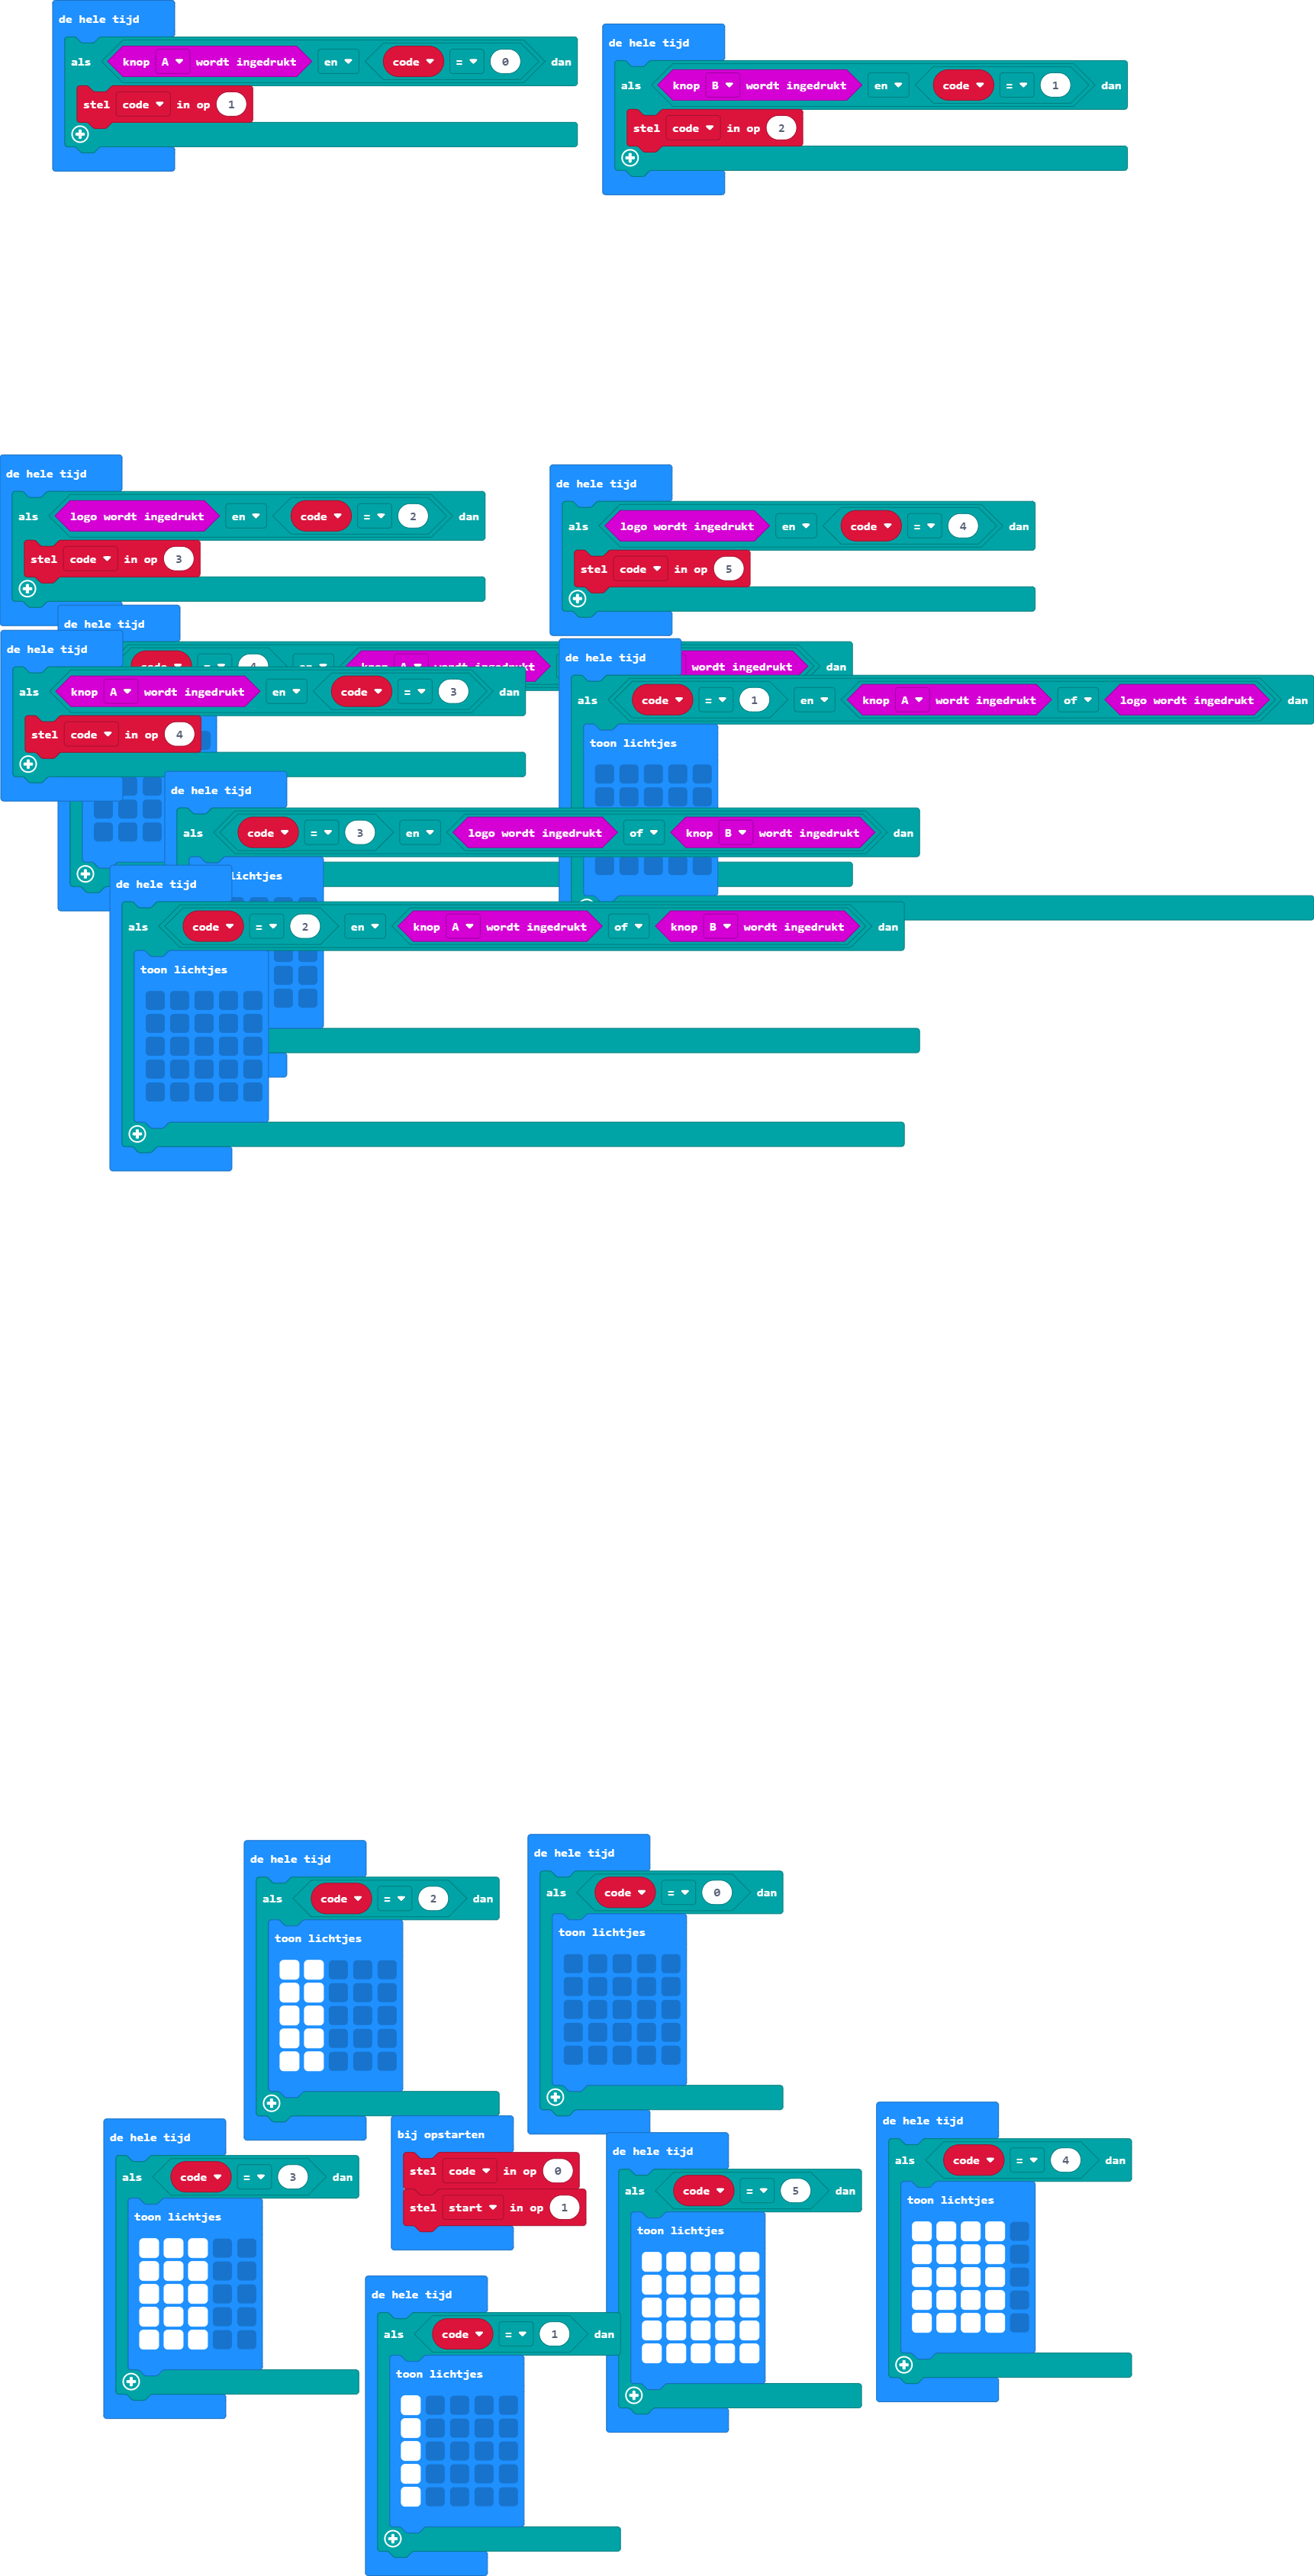 de hele tijd
als knop A wordt ingedrukt en code = 0 dan
stel code in op 1
de hele tijd
als knop B wordt ingedrukt en code = 1 dan
stel code in op 2
de hele tijd
als logo wordt ingedrukt en code = 2 dan
stel code in op 3
de hele tijd
als logo wordt ingedrukt en code = 4 dan
stel code in op 5
de hele tijd
code = 4 en knop A wordt ingedrukt wordt ingedrukt dan
de hele tijd
als knop A wordt ingedrukt en code = 3 dan
stel code in op 4
de hele tijd
als code = 1 en knop A wordt ingedrukt of logo wordt ingedrukt dan
toon lichtjes
de hele tijd
als code = 3 en logo wordt ingedrukt of knop B wordt ingedrukt dan
lichtjes
de hele tijd
als code = 2 en knop A wordt ingedrukt of knop B wordt ingedrukt dan
toon lichtjes
de hele tijd
als code = 2 dan
toon lichtjes
de hele tijd
als code = 0 dan
toon lichtjes
de hele tijd
als code = 3 dan
toon lichtjes
bij opstarten
stel code in op 0
stel start in op 1
de hele tijd
als code = 5 dan
toon lichtjes
de hele tijd
als code = 4 dan
toon lichtjes
de hele tijd
als code = 1 dan
toon lichtjes